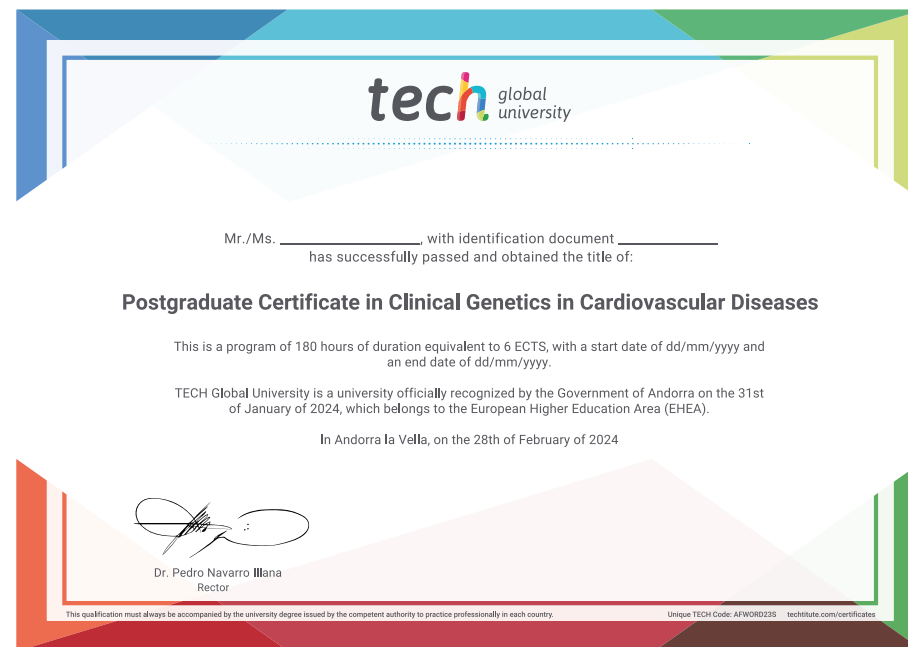 tech global
university
Mr./Ms. ____________________, with identification document ______________
has successfully passed and obtained the title of:
Postgraduate Certificate in Clinical Genetics in Cardiovascular Diseases
This is a program of 180 hours of duration equivalent to 6 ECTS, with a start date of dd/mm/yyyy and
an end date of dd/mm/yyyy.
TECH Global University is a university officially recognized by the Government of Andorra on the 31st
of January of 2024, which belongs to the European Higher Education Area (EHEA).
In Andorra la Vella, on the 28th of February of 2024
Dr. Pedro Navarro Illana
Rector
This qualification must always be accompanied by the university degree issued by the competent authority to practice professionally in each country.
Unique TECH Code: AFWORD23S techtitute.com/certificates